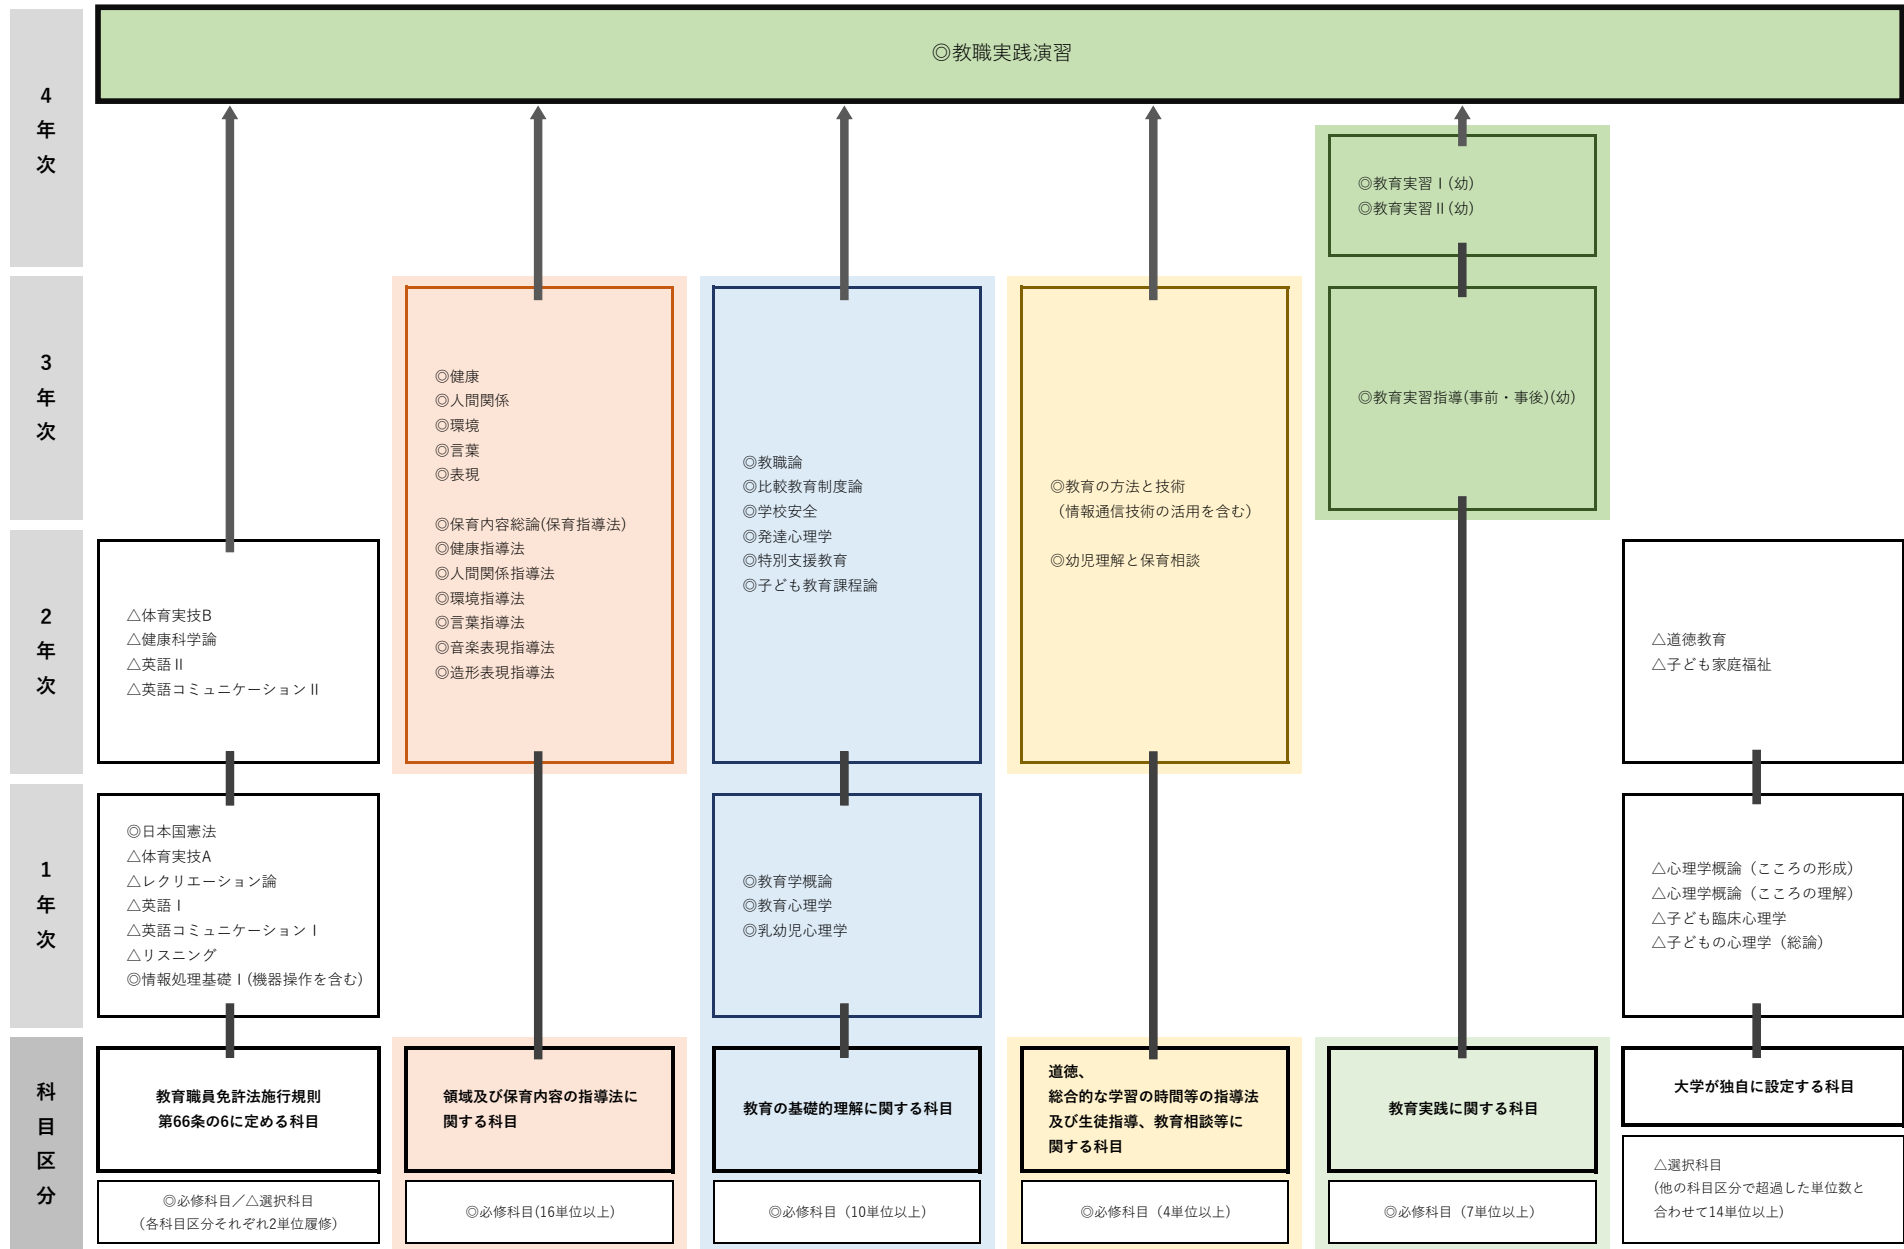 4
年
次
◎教職実践演習
◎教育実習Ⅰ(幼)
◎教育実習Ⅱ(幼)
3
年
次
◎健康
◎人間関係
◎環境
◎言葉
◎表現
◎保育内容総論(保育指導法)
◎健康指導法
◎人間関係指導法
◎環境指導法
◎言葉指導法
◎音楽表現指導法
◎造形表現指導法
◎教職論
◎比較教育制度論
◎学校安全
◎発達心理学
◎特別支援教育
◎子ども教育課程論
◎教育の方法と技術
（情報通信技術の活用を含む）
◎幼児理解と保育相談
◎教育実習指導(事前・事後)(幼)
2
年
次
△体育実技B
△健康科学論
△英語Ⅱ
△英語コミュニケーションⅡ
△道徳教育
△子ども家庭福祉
1
年
次
◎日本国憲法
△体育実技A
△レクリエーション論
△英語Ⅰ
△英語コミュニケーションⅠ
△リスニング
◎情報処理基礎Ⅰ(機器操作を含む)
◎教育学概論
◎教育心理学
◎乳幼児心理学
△心理学概論（こころの形成）
△心理学概論（こころの理解）
△子ども臨床心理学
△子どもの心理学（総論）
科
目
区
分
教育職員免許法施行規則
第66条の6に定める科目
◎必修科目／△選択科目
（各科目区分それぞれ2単位履修）
領域及び保育内容の指導法に
関する科目
◎必修科目(16単位以上)
教育の基礎的理解に関する科目
◎必修科目（10単位以上）
道徳、
総合的な学習の時間等の指導法
及び生徒指導、教育相談等に
関する科目
◎必修科目（4単位以上）
教育実践に関する科目
◎必修科目（7単位以上）
大学が独自に設定する科目
△選択科目
(他の科目区分で超過した単位数と
合わせて14単位以上)